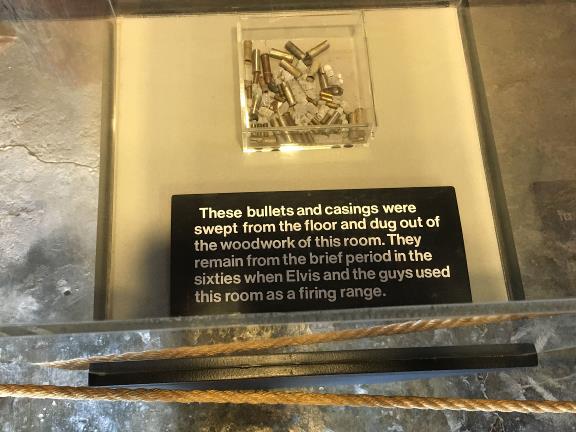 These bullets and casings were
swept from the floor and dug out of
the woodwork of this room. They
remain from the brief period in the
sixties when Elvis and the guys used
this room as a firing range.